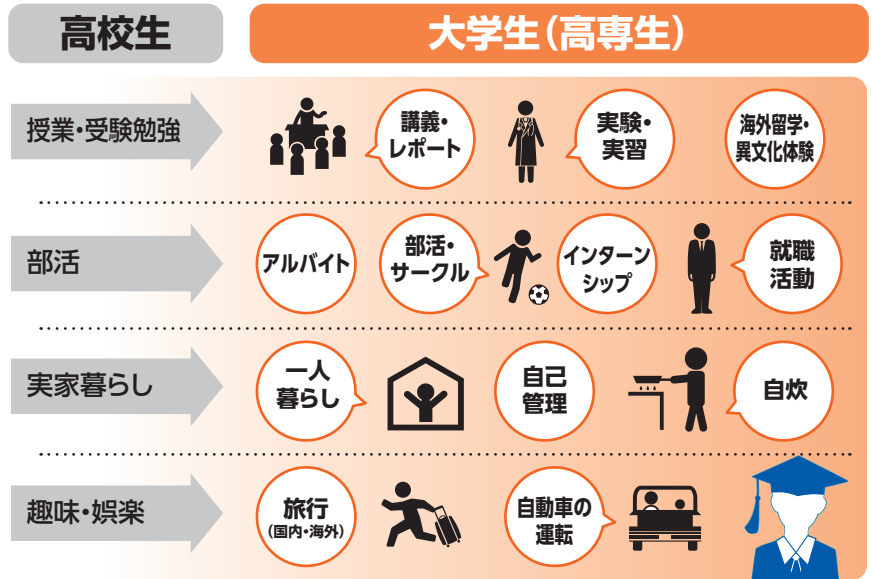 高校生
大学生（高専生）
授業・受験勉強
講義・
レポート
実験・
実習
海外留学・
異文化体験
部活
アルバイト
部活・
サークル
インターン
シップ
就職
活動
実家暮らし
一人
暮らし
自己
管理
自炊
趣味・娯楽
旅行
（国内・海外）
自動車の
運転